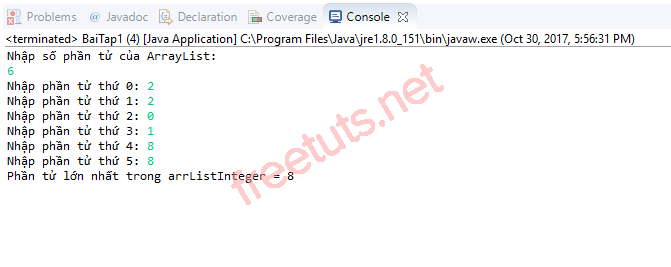 Problems @ Javadoc Declaration Coverage Console
<terminated> BaiTap1 (4) [Java Application] C:\Program Files\Java\jre1.8.0_151\bin\javaw.exe (Oct 30, 2017, 5:56:31 PM)
Nhập số phần tử của ArrayList:
6
Nhập phần tử thứ 0: 2
Nhập phần tử thứ 1: 2
Nhập phần tử thứ 2: 0
Nhập phần tử thứ 3: 1
Nhập phần tử thứ 4: 8
Nhập phần tử thứ 5: 8
Phần tử lớn nhất trong arrListInteger = 8
freetuts.net